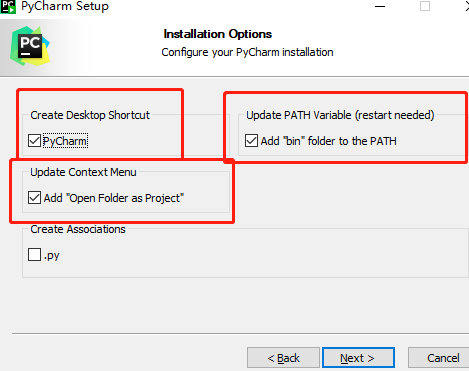 PyCharm Setup
PC
Installation Options
Configure your PyCharm installation
Create Desktop Shortcut
PyCharm
Update PATH Variable (restart needed)
Add "bin" folder to the PATH
Update Context Menu
Add "Open Folder as Project"
Create Associations
.py
< Back
Next >
Cancel